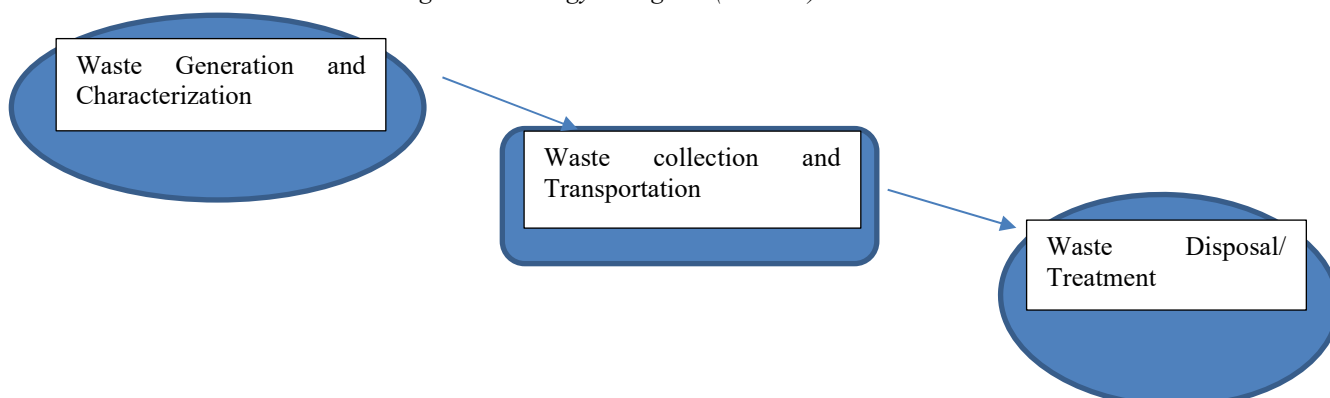 Waste Generation and
Characterization
Waste collection and
Transportation
Waste Disposal/
Treatment